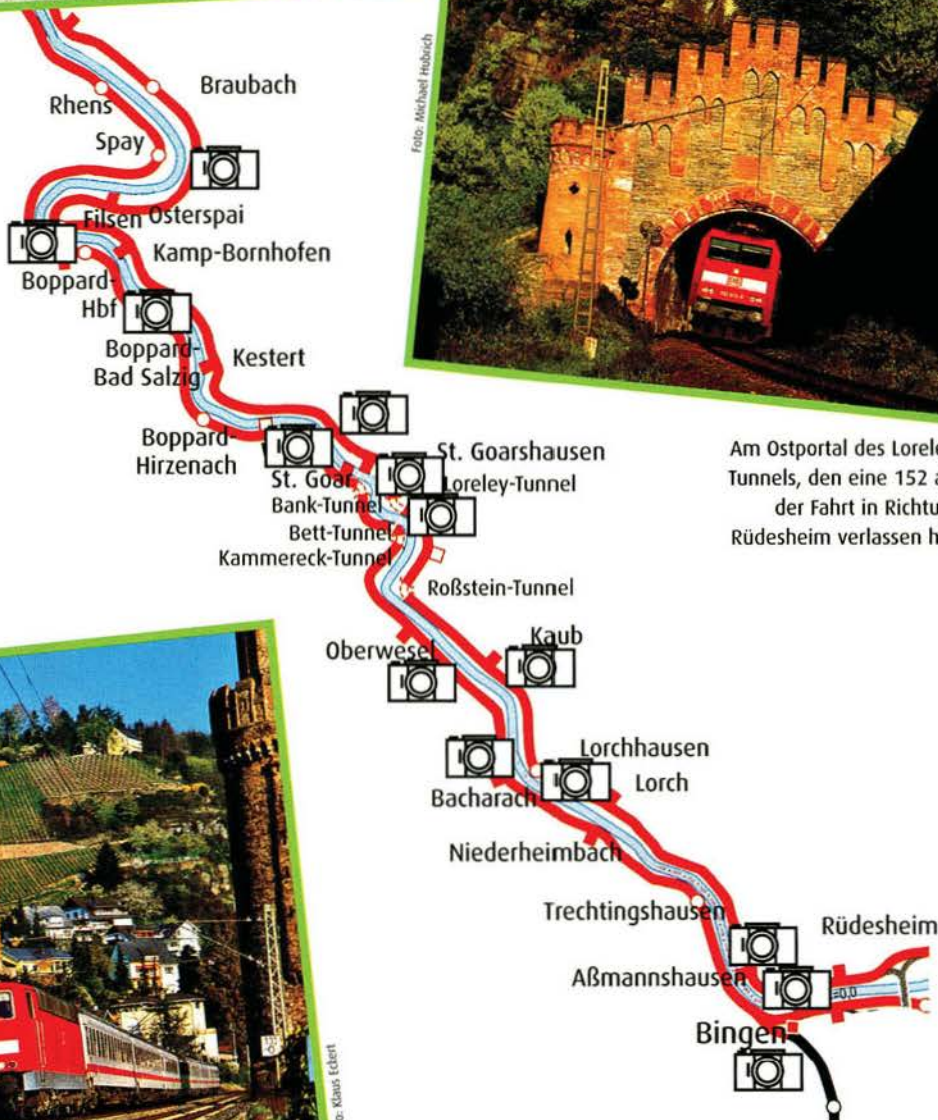 Foto: Michael Hubrich
Braubach
Rhens
Spay
Filsen
Osterspai
Kamp-Bornhofen
Boppard-
Hbf
Boppard-
Bad Salzig
Kestert
Boppard-
Hirzenach
St. Goarshausen
St. Goar
Loreley-Tunnel
Bank-Tunnel
Bett-Tunnel
Kammereck-Tunnel
Roßstein-Tunnel
Am Ostportal des Lorele
Tunnels, den eine 152 a
der Fahrt in Richtu
Rüdesheim verlassen h
Oberwesel
Kaub
Lorchhausen
Lorch
Bacharach
Niederheimbach
Trechtingshausen
Rüdesheim
Aßmannshausen
Bingen
o: Klaus Eckert